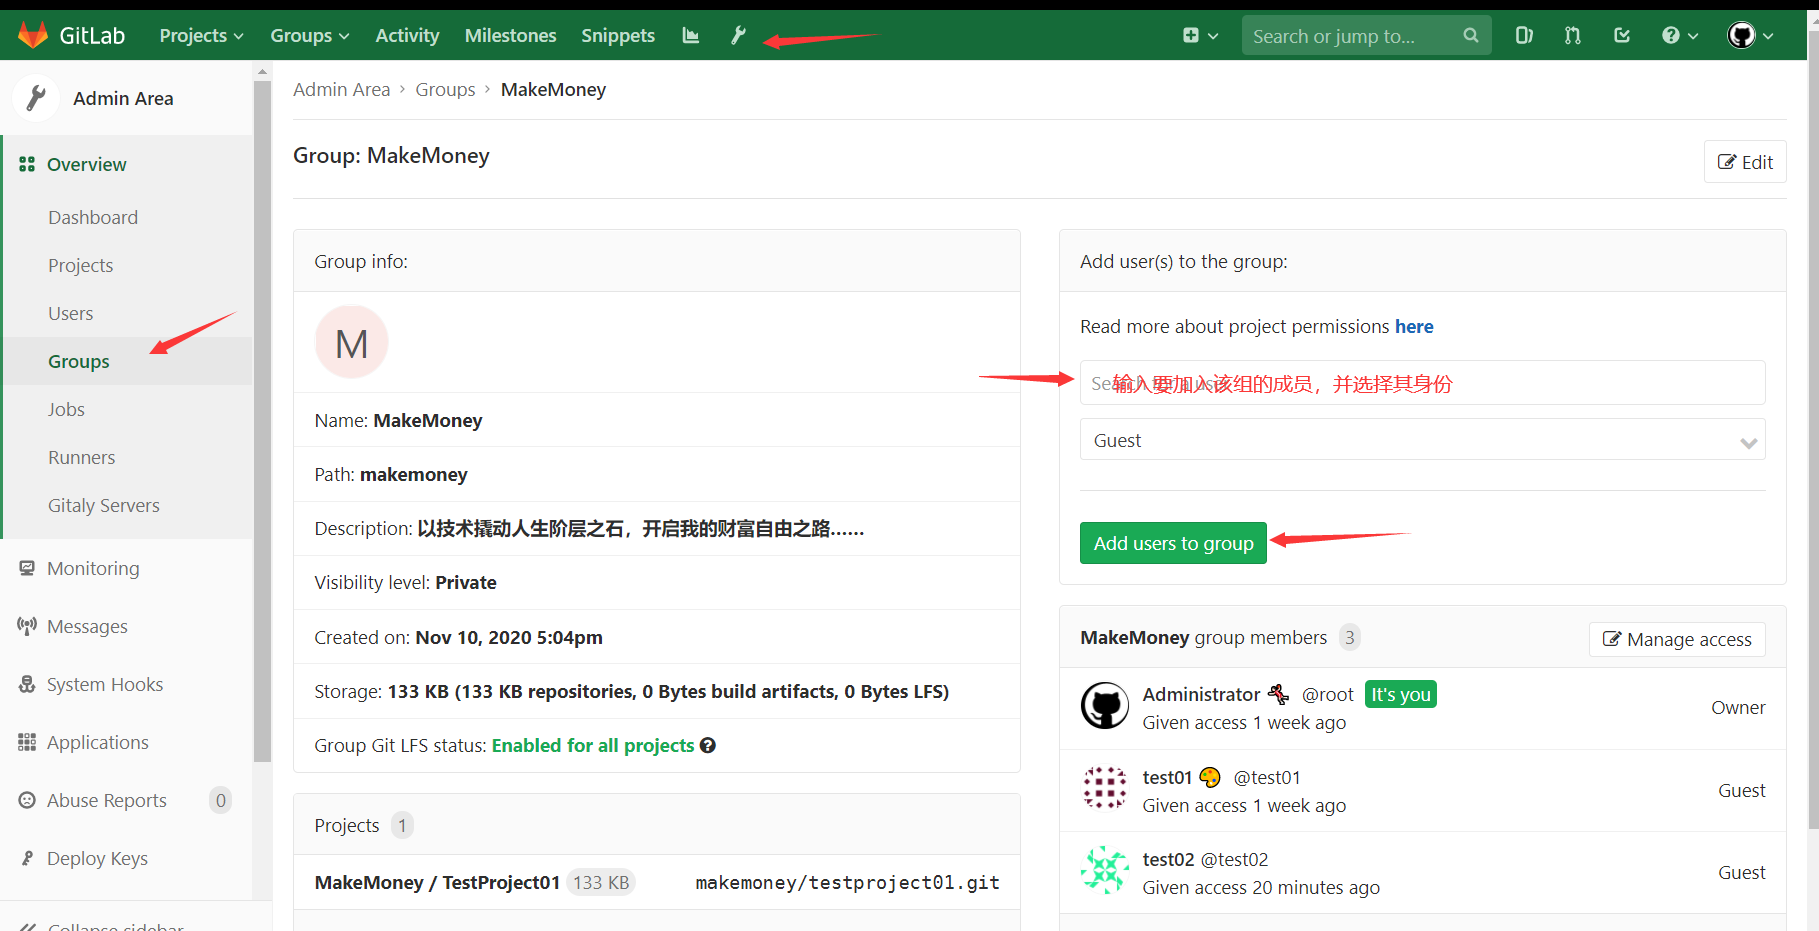 GitLab Projects Groups Activity Milestones Snippets Search or jump to...
Admin Area
Overview
Dashboard
Projects
Users
Groups
Jobs
Runners
Gitaly Servers
Monitoring
Messages
System Hooks
Applications
Abuse Reports 0
Deploy Keys
Collapse sidebar
Admin Area > Groups > MakeMoney
Group: MakeMoney
Edit
Group info:
M
Name: MakeMoney
Path: makemoney
Description: 以技术撬动人生阶层之石，开启我的财富自由之路……
Visibility level: Private
Created on: Nov 10, 2020 5:04pm
Storage: 133 KB (133 KB repositories, 0 Bytes build artifacts, 0 Bytes LFS)
Group Git LFS status: Enabled for all projects
Projects 1
MakeMoney / TestProject01 133 KB makemoney/testproject01.git
Add user(s) to the group:
Read more about project permissions here
Search for a user
输入要加入该组的成员，并选择其身份
Guest
Add users to group
MakeMoney group members 3
Manage access
Administrator @root It's you
Given access 1 week ago
Owner
test01 @test01
Given access 1 week ago
Guest
test02 @test02
Given access 20 minutes ago
Guest